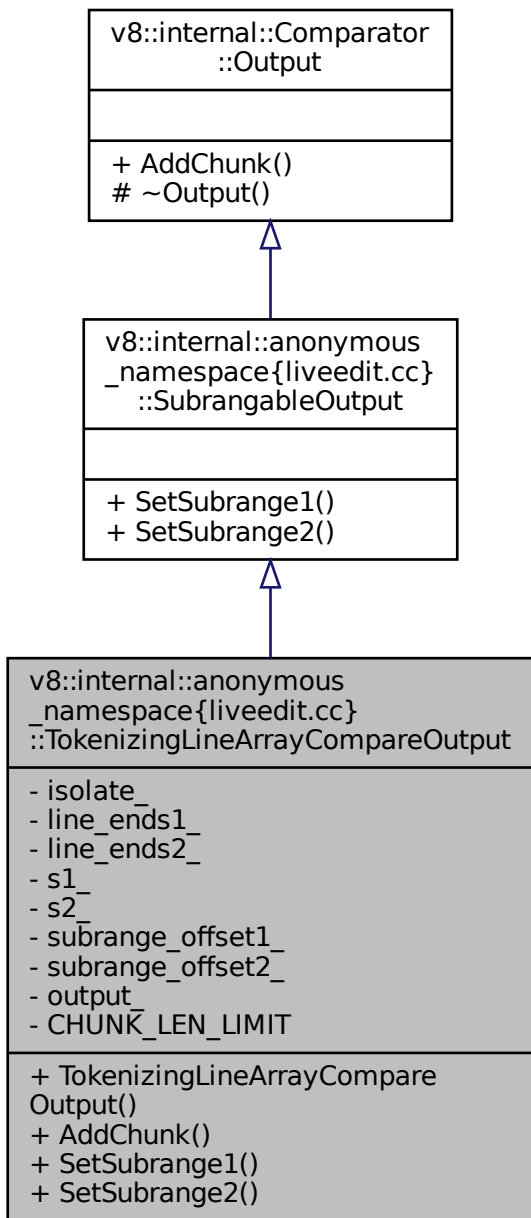 v8::internal::Comparator
::Output
+ AddChunk()
# ~Output()
v8::internal::anonymous
_namespace{liveedit.cc}
::SubrangableOutput
+ SetSubrange1()
+ SetSubrange2()
v8::internal::anonymous
_namespace{liveedit.cc}
::TokenizingLineArrayCompareOutput
- isolate_
- line_ends1_
- line_ends2_
- s1_
- s2_
- subrange_offset1_
- subrange_offset2_
- output_
- CHUNK_LEN_LIMIT
+ TokenizingLineArrayCompare
Output()
+ AddChunk()
+ SetSubrange1()
+ SetSubrange2()